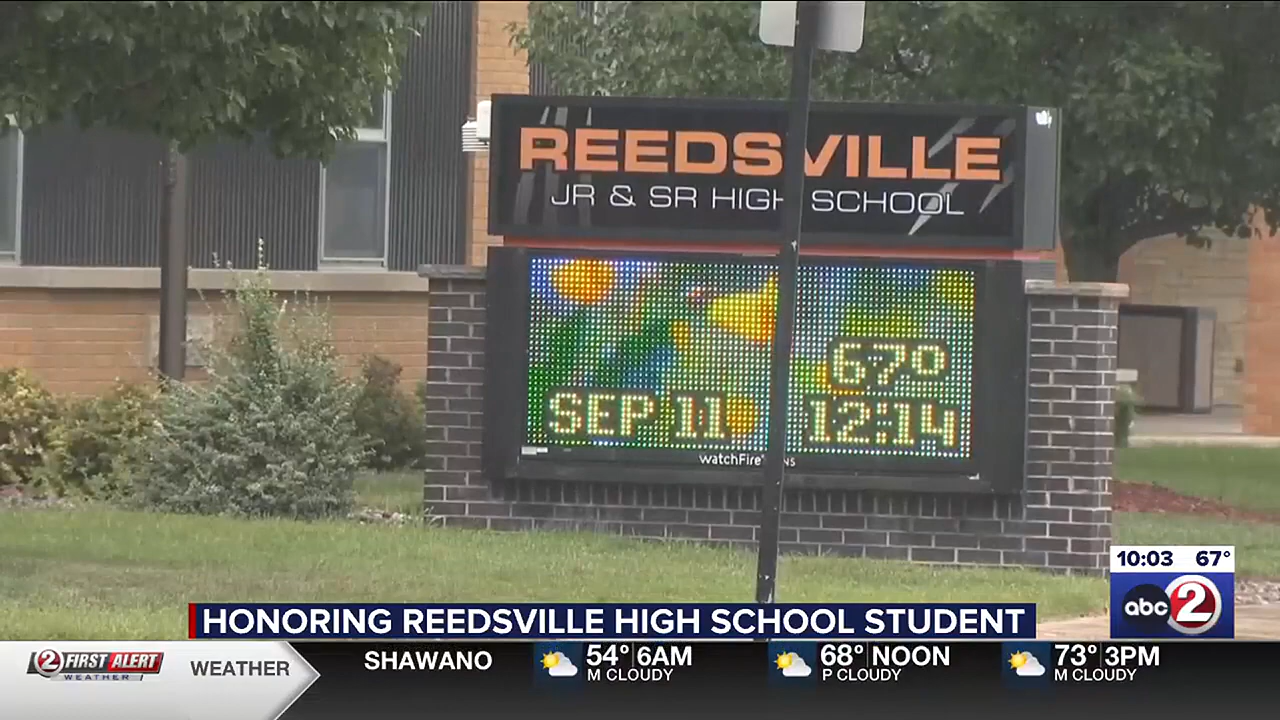 REEDSVILLE
JR & SR HIGH SCHOOL
67°
SEP 11 12:14
watchFire
HONORING REEDSVILLE HIGH SCHOOL STUDENT
10:03 67°
abc 2
2 FIRST ALERT
WEATHER
WEATHER
SHAWANO
54° 6AM
M CLOUDY
68° NOON
P CLOUDY
73° 3PM
M CLOUDY